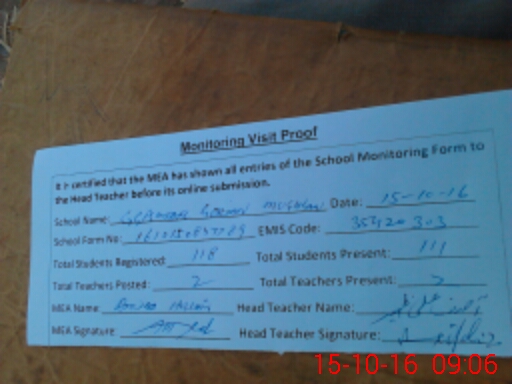 Monitoring Visit Proof
It is certified that the MEA has shown all entries of the School Monitoring Form to
the Head Teacher before its online submission.
School Name: Date: 15-10-16
School Form No: EMIS Code:
Total Students Registered: 118 Total Students Present: 111
Total Teachers Posted: 2 Total Teachers Present: 2
MEA Name: Head Teacher Name:
MEA Signature Head Teacher Signature:
15-10-16 09:06